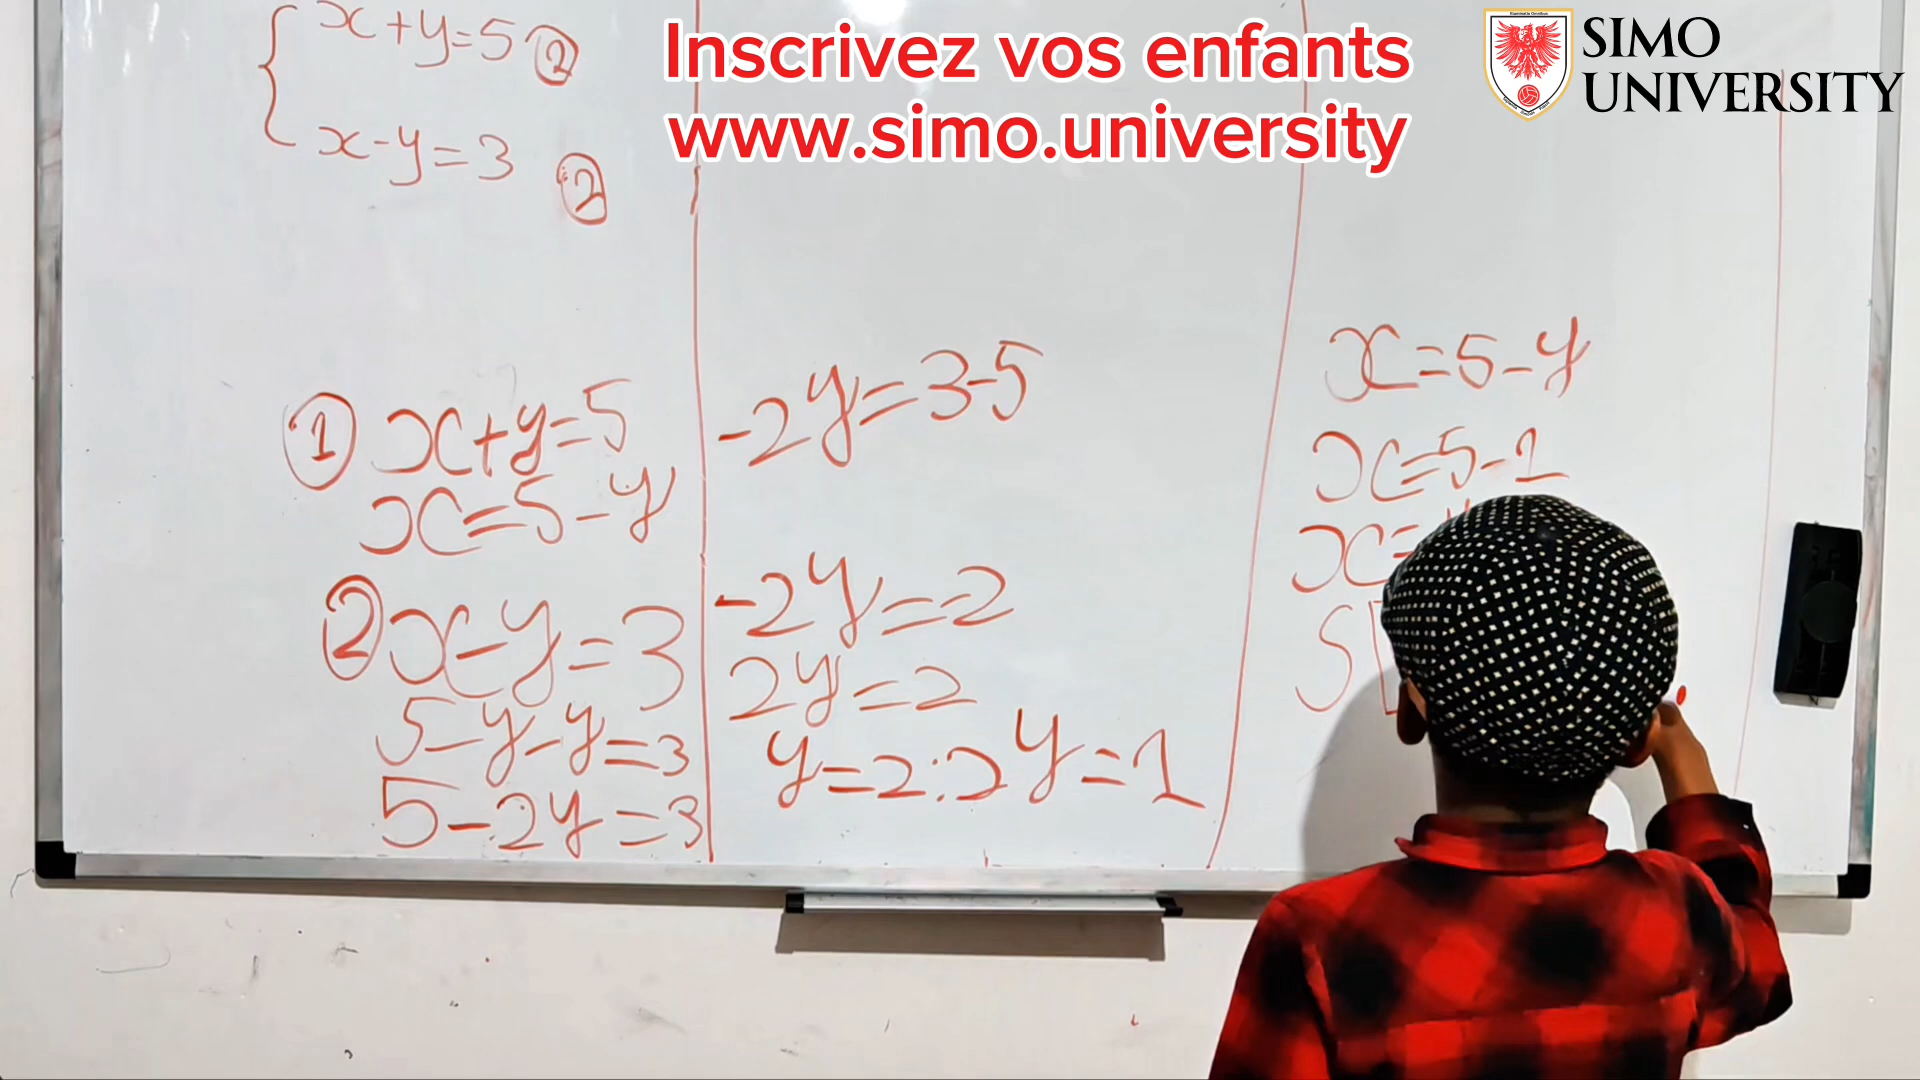 Inscrivez vos enfants
www.simo.university
SIMO
UNIVERSITY
x+y=5 ②
x-y=3 ②
① x+y=5
x=5-y
② x-y=3
5-y-y=3
5-2y=3
-2y=3-5
-2y=-2
2y=2
y=2:2 y=1
x=5-y
x=5-1
x=
S